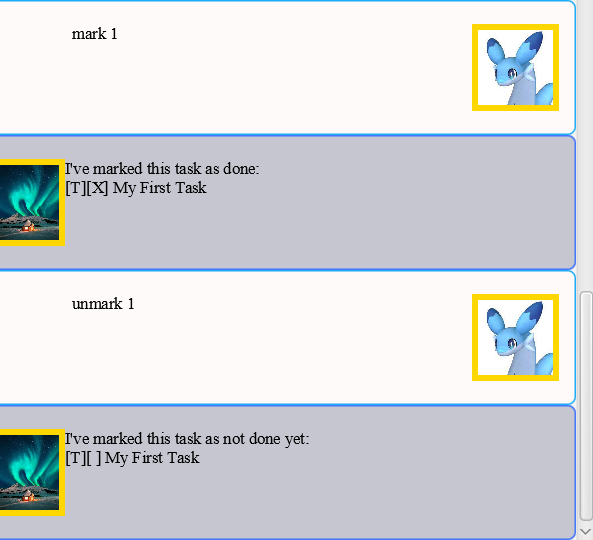 mark 1
I've marked this task as done:
[T][X] My First Task
unmark 1
I've marked this task as not done yet:
[T][ ] My First Task